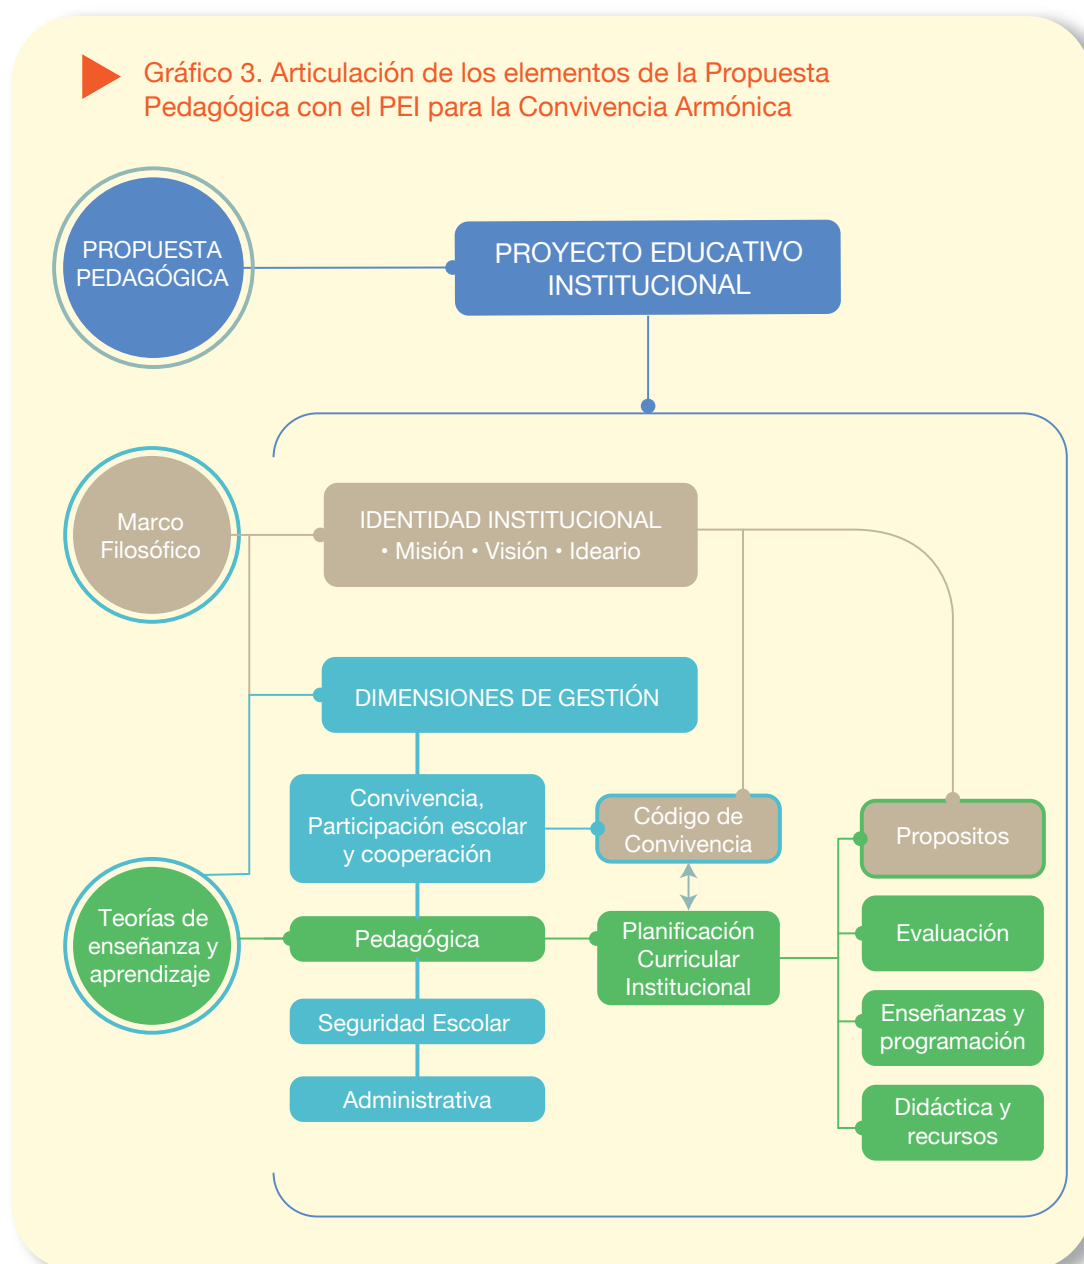 Gráfico 3. Articulación de los elementos de la Propuesta
Pedagógica con el PEI para la Convivencia Armónica
PROPUESTA
PEDAGÓGICA
PROYECTO EDUCATIVO
INSTITUCIONAL
Marco
Filosófico
IDENTIDAD INSTITUCIONAL
• Misión • Visión • Ideario
DIMENSIONES DE GESTIÓN
Convivencia,
Participación escolar
y cooperación
Código de
Convivencia
Propositos
Teorías de
enseñanza y
aprendizaje
Pedagógica
Planificación
Curricular
Institucional
Evaluación
Seguridad Escolar
Enseñanzas y
programación
Administrativa
Didáctica y
recursos